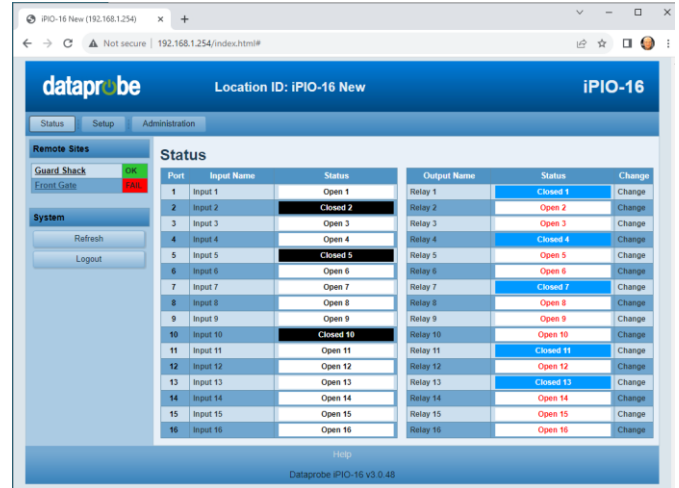 iPIO-16 New (192.168.1.254)
Not secure | 192.168.1.254/index.html#
dataprobe
Location ID: iPIO-16 New
iPIO-16
Status Setup Administration
Remote Sites
Guard Shack OK
Front Gate FAIL
System
Refresh
Logout
Status
Port Input Name Status Output Name Status Change
1 Input 1 Open 1 Relay 1 Closed 1 Change
2 Input 2 Closed 2 Relay 2 Open 2 Change
3 Input 3 Open 3 Relay 3 Open 3 Change
4 Input 4 Open 4 Relay 4 Closed 4 Change
5 Input 5 Closed 5 Relay 5 Open 5 Change
6 Input 6 Open 6 Relay 6 Open 6 Change
7 Input 7 Open 7 Relay 7 Closed 7 Change
8 Input 8 Open 8 Relay 8 Open 8 Change
9 Input 9 Open 9 Relay 9 Open 9 Change
10 Input 10 Closed 10 Relay 10 Open 10 Change
11 Input 11 Open 11 Relay 11 Closed 11 Change
12 Input 12 Open 12 Relay 12 Open 12 Change
13 Input 13 Open 13 Relay 13 Closed 13 Change
14 Input 14 Open 14 Relay 14 Open 14 Change
15 Input 15 Open 15 Relay 15 Open 15 Change
16 Input 16 Open 16 Relay 16 Open 16 Change
Help
Dataprobe iPIO-16 v3.0.48